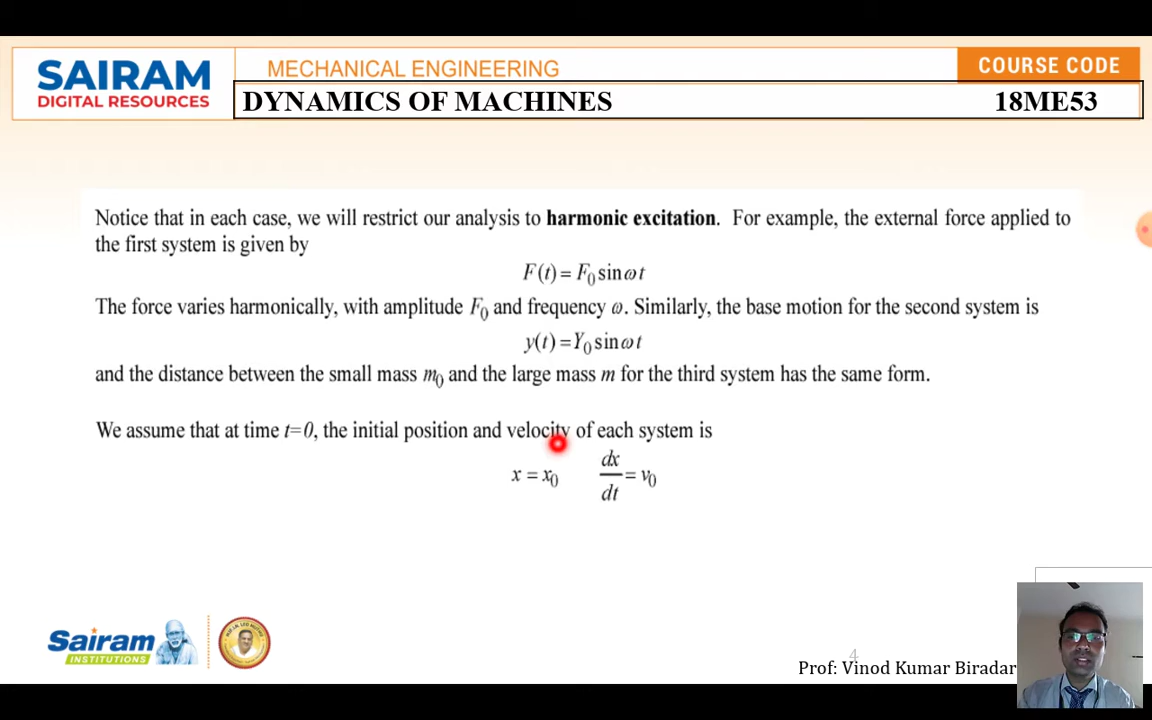 SAIRAM
DIGITAL RESOURCES
MECHANICAL ENGINEERING
COURSE CODE
DYNAMICS OF MACHINES
18ME53
Notice that in each case, we will restrict our analysis to harmonic excitation. For example, the external force applied to
the first system is given by
F(t) = F₀ sin ω t
The force varies harmonically, with amplitude F₀ and frequency ω. Similarly, the base motion for the second system is
y(t) = Y₀ sin ω t
and the distance between the small mass m₀ and the large mass m for the third system has the same form.
We assume that at time t=0, the initial position and velocity of each system is
x = x₀ dx/dt = v₀
Sairam
INSTITUTIONS
4
Prof: Vinod Kumar Biradar